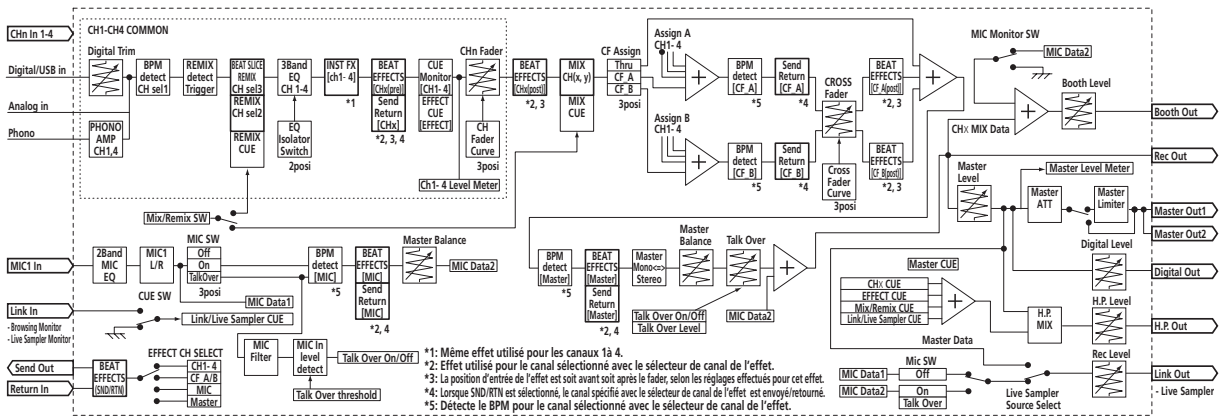 CHn In 1-4
CH1-CH4 COMMON
Digital Trim
Digital/USB in
Analog in
Phono
PHONO
AMP
CH1,4
BPM
detect
CH sel1
REMIX
detect
Trigger
BEAT SLICE
REMIX
CH sel3
REMIX
CH sel2
REMIX
CUE
3Band
EQ
CH 1-4
EQ
Isolator
Switch
2posi
INST FX
[ch1- 4]
*1
BEAT
EFFECTS
[CHx(pre)]
Send
Return
[CHx]
*2, 3, 4
CUE
Monitor
[CH1- 4]
EFFECT
CUE
[EFFECT]
CHn Fader
CH
Fader
Curve
3posi
Ch1- 4 Level Meter
BEAT
EFFECTS
[CHx(post)]
*2, 3
MIX
CH(x, y)
MIX
CUE
CF Assign
Thru
CF_A
CF_B
3posi
Assign A
CH1- 4
Assign B
CH1- 4
BPM
detect
[CF_A]
*5
Send
Return
[CF_A]
*4
BPM
detect
[CF_B]
*5
Send
Return
[CF_B]
*4
CROSS
Fader
Cross
Fader
Curve
3posi
BEAT
EFFECTS
[CF_A(post)]
*2, 3
BEAT
EFFECTS
[CF_B(post)]
*2, 3
MIC Monitor SW
MIC Data2
Booth Level
Booth Out
CHx MIX Data
Rec Out
Master
Level
Master Level Meter
Master
ATT
Master
Limiter
Master Out1
Master Out2
Digital Level
Digital Out
Mix/Remix SW
MIC1 In
2Band
MIC
EQ
MIC1
L/R
MIC SW
Off
On
TalkOver
3posi
MIC Data1
BPM
detect
[MIC]
*5
BEAT
EFFECTS
[MIC]
Send
Return
[MIC]
*2, 4
Master Balance
MIC Data2
BPM
detect
[Master]
*5
BEAT
EFFECTS
[Master]
Send
Return
[Master]
*2, 4
Master
Mono<=>
Stereo
Master
Balance
Talk Over
Talk Over On/Off
Talk Over Level
MIC Data2
Master CUE
CHx CUE
EFFECT CUE
Mix/Remix CUE
Link/Live Sampler CUE
H.P.
MIX
H.P. Level
H.P. Out
Link In
- Browsing Monitor
- Live Sampler Monitor
CUE SW
Link/Live Sampler CUE
Send Out
Return In
BEAT
EFFECTS
(SND/RTN)
EFFECT CH SELECT
CH1- 4
CF_A/B
MIC
Master
MIC
Filter
MIC In
level
detect
Talk Over On/Off
Talk Over threshold
*1: Même effet utilisé pour les canaux 1à 4.
*2: Effet utilisé pour le canal sélectionné avec le sélecteur de canal de l'effet.
*3: La position d'entrée de l'effet est soit avant soit après le fader, selon les réglages effectués pour cet effet.
*4: Lorsque SND/RTN est sélectionné, le canal spécifié avec le sélecteur de canal de l'effet est envoyé/retourné.
*5: Détecte le BPM pour le canal sélectionné avec le sélecteur de canal de l'effet.
Master Data
Mic SW
MIC Data1
Off
MIC Data2
On
Talk Over
Live Sampler
Source Select
Rec Level
Link Out
- Live Sampler